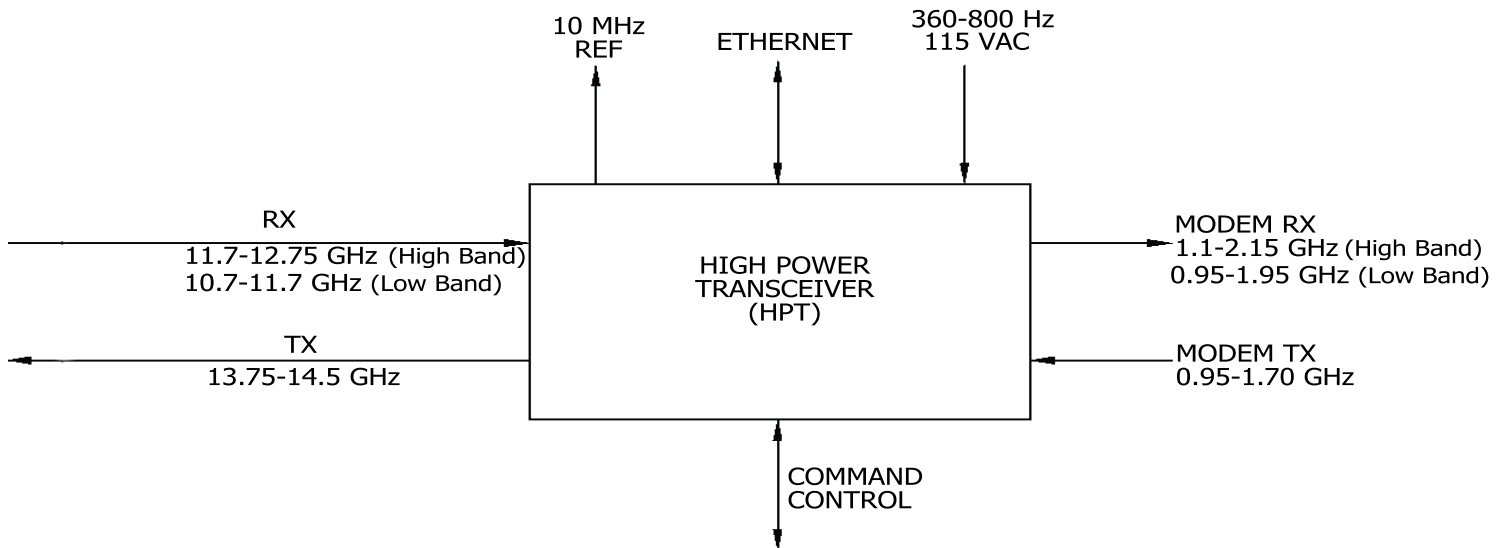 10 MHz
REF
ETHERNET
360-800 Hz
115 VAC
RX
11.7-12.75 GHz (High Band)
10.7-11.7 GHz (Low Band)
TX
13.75-14.5 GHz
HIGH POWER
TRANSCEIVER
(HPT)
MODEM RX
1.1-2.15 GHz (High Band)
0.95-1.95 GHz (Low Band)
MODEM TX
0.95-1.70 GHz
COMMAND
CONTROL